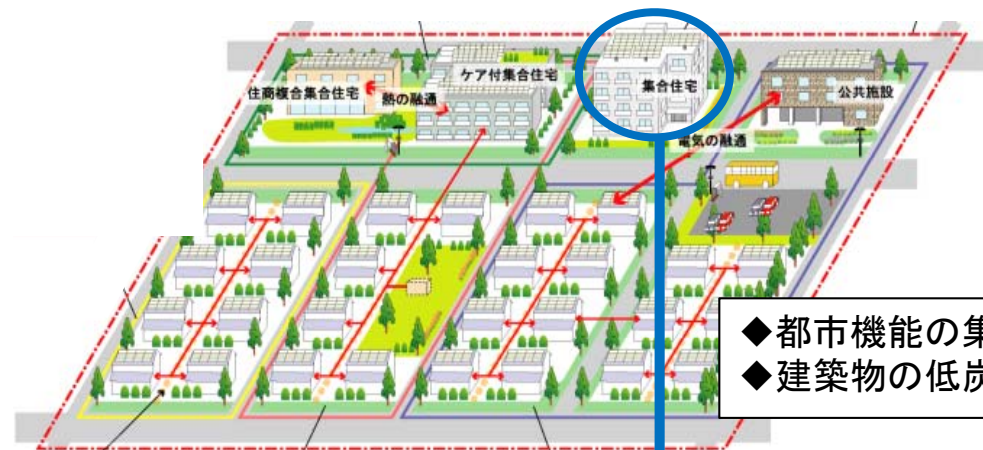 ケア付集合住宅
住商複合集合住宅
熱の融通
集合住宅
公共施設
電気の融通
◆都市機能の集
◆建築物の低炭